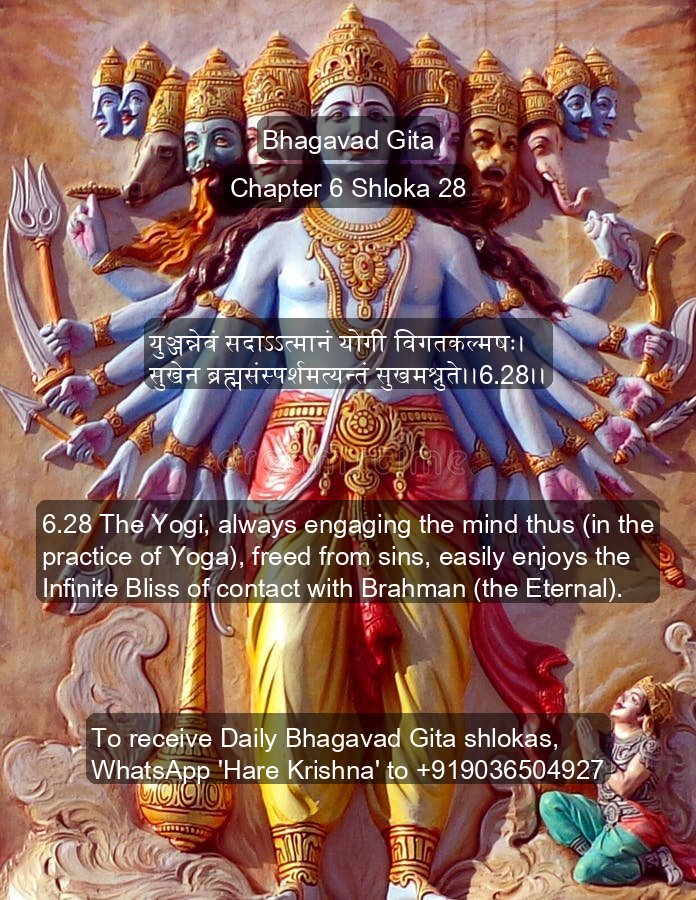 Bhagavad Gita
Chapter 6 Shloka 28
युञ्जन्नेवं सदाऽऽत्मानं योगी विगतकल्मषः।
सुखेन ब्रह्मसंस्पर्शमत्यन्तं सुखमश्नुते।।6.28।।
dreamstime
6.28 The Yogi, always engaging the mind thus (in the
practice of Yoga), freed from sins, easily enjoys the
Infinite Bliss of contact with Brahman (the Eternal).
To receive Daily Bhagavad Gita shlokas,
WhatsApp 'Hare Krishna' to +919036504927